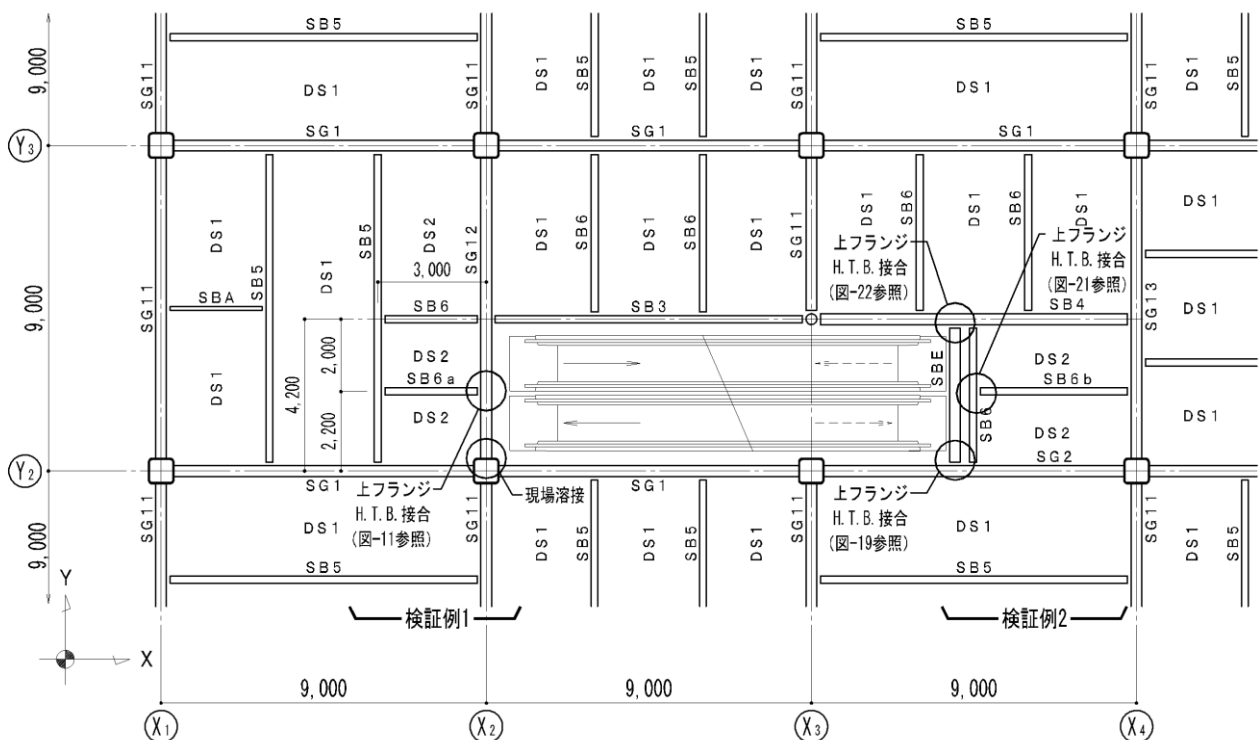 SB5
SB5
9,000
SG11
DS1
SG11
DS1
SB5
DS1
SB5
DS1
SG11
DS1
SG11
DS1
SB5
Y3
SG1
SG1
SG1
DS1
SB5
DS1
SB5
DS2
SG12
DS1
SB6
DS1
SB6
DS1
SG11
DS1
SB6
DS1
SB6
DS1
DS1
3,000
上フランジ
H.T.B.接合
(図-22参照)
上フランジ
H.T.B.接合
(図-21参照)
9,000
SG11
SBA
SB6
SB3
SB4
SG13
DS1
2,000
4,200
DS2
SB6a
SBE
DS2
SB6b
DS1
2,200
DS2
SB6
DS2
DS1
Y2
SG1
SG1
SG2
上フランジ
H.T.B.接合
(図-11参照)
現場溶接
上フランジ
H.T.B.接合
(図-19参照)
9,000
SG11
DS1
SG11
DS1
SB5
DS1
SB5
DS1
SG11
DS1
SG11
DS1
SB5
SB5
SB5
検証例1
検証例2
Y
X
9,000
9,000
9,000
X1
X2
X3
X4